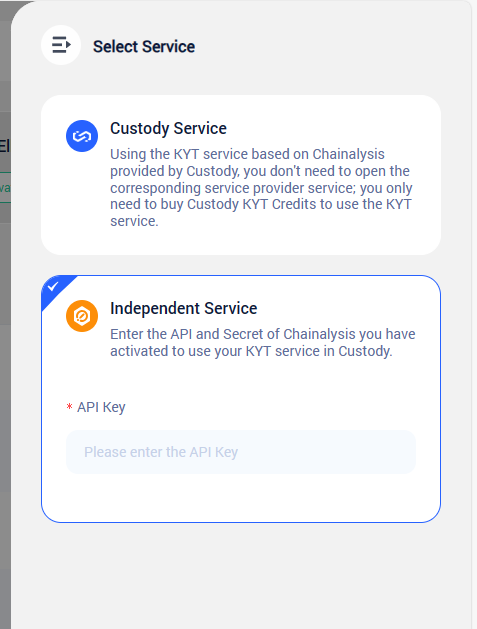 Select Service
Custody Service
Using the KYT service based on Chainalysis
provided by Custody, you don't need to open the
corresponding service provider service; you only
need to buy Custody KYT Credits to use the KYT
service.
Independent Service
Enter the API and Secret of Chainalysis you have
activated to use your KYT service in Custody.
* API Key
Please enter the API Key